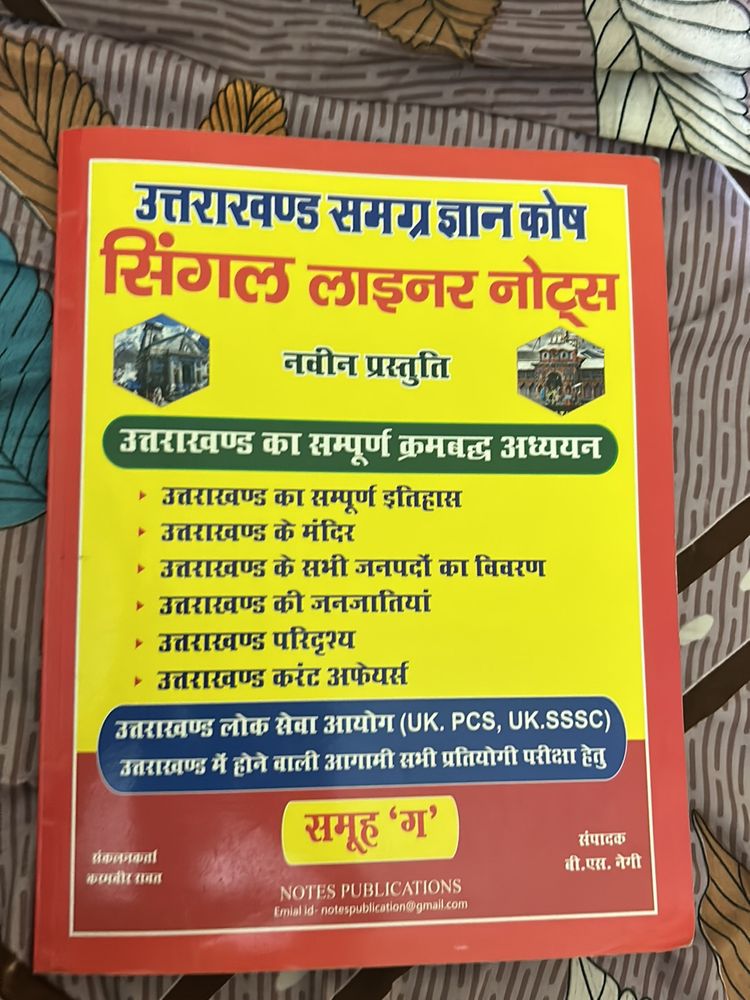 उत्तराखण्ड समग्र ज्ञान कोष
सिंगल लाइनर नोट्स
नवीन प्रस्तुति
उत्तराखण्ड का सम्पूर्ण क्रमबद्ध अध्ययन
उत्तराखण्ड का सम्पूर्ण इतिहास
उत्तराखण्ड के मंदिर
उत्तराखण्ड के सभी जनपदों का विवरण
उत्तराखण्ड की जनजातियां
उत्तराखण्ड परिदृश्य
उत्तराखण्ड करंट अफेयर्स
उत्तराखण्ड लोक सेवा आयोग (UK. PCS, UK.SSSC)
उत्तराखण्ड में होने वाली आगामी सभी प्रतियोगी परीक्षा हेतु
समूह ‘ग’
संकलनकर्ता
करमबीर रावत
संपादक
बी.एस. नेगी
NOTES PUBLICATIONS
Emial id- notespublication@gmail.com